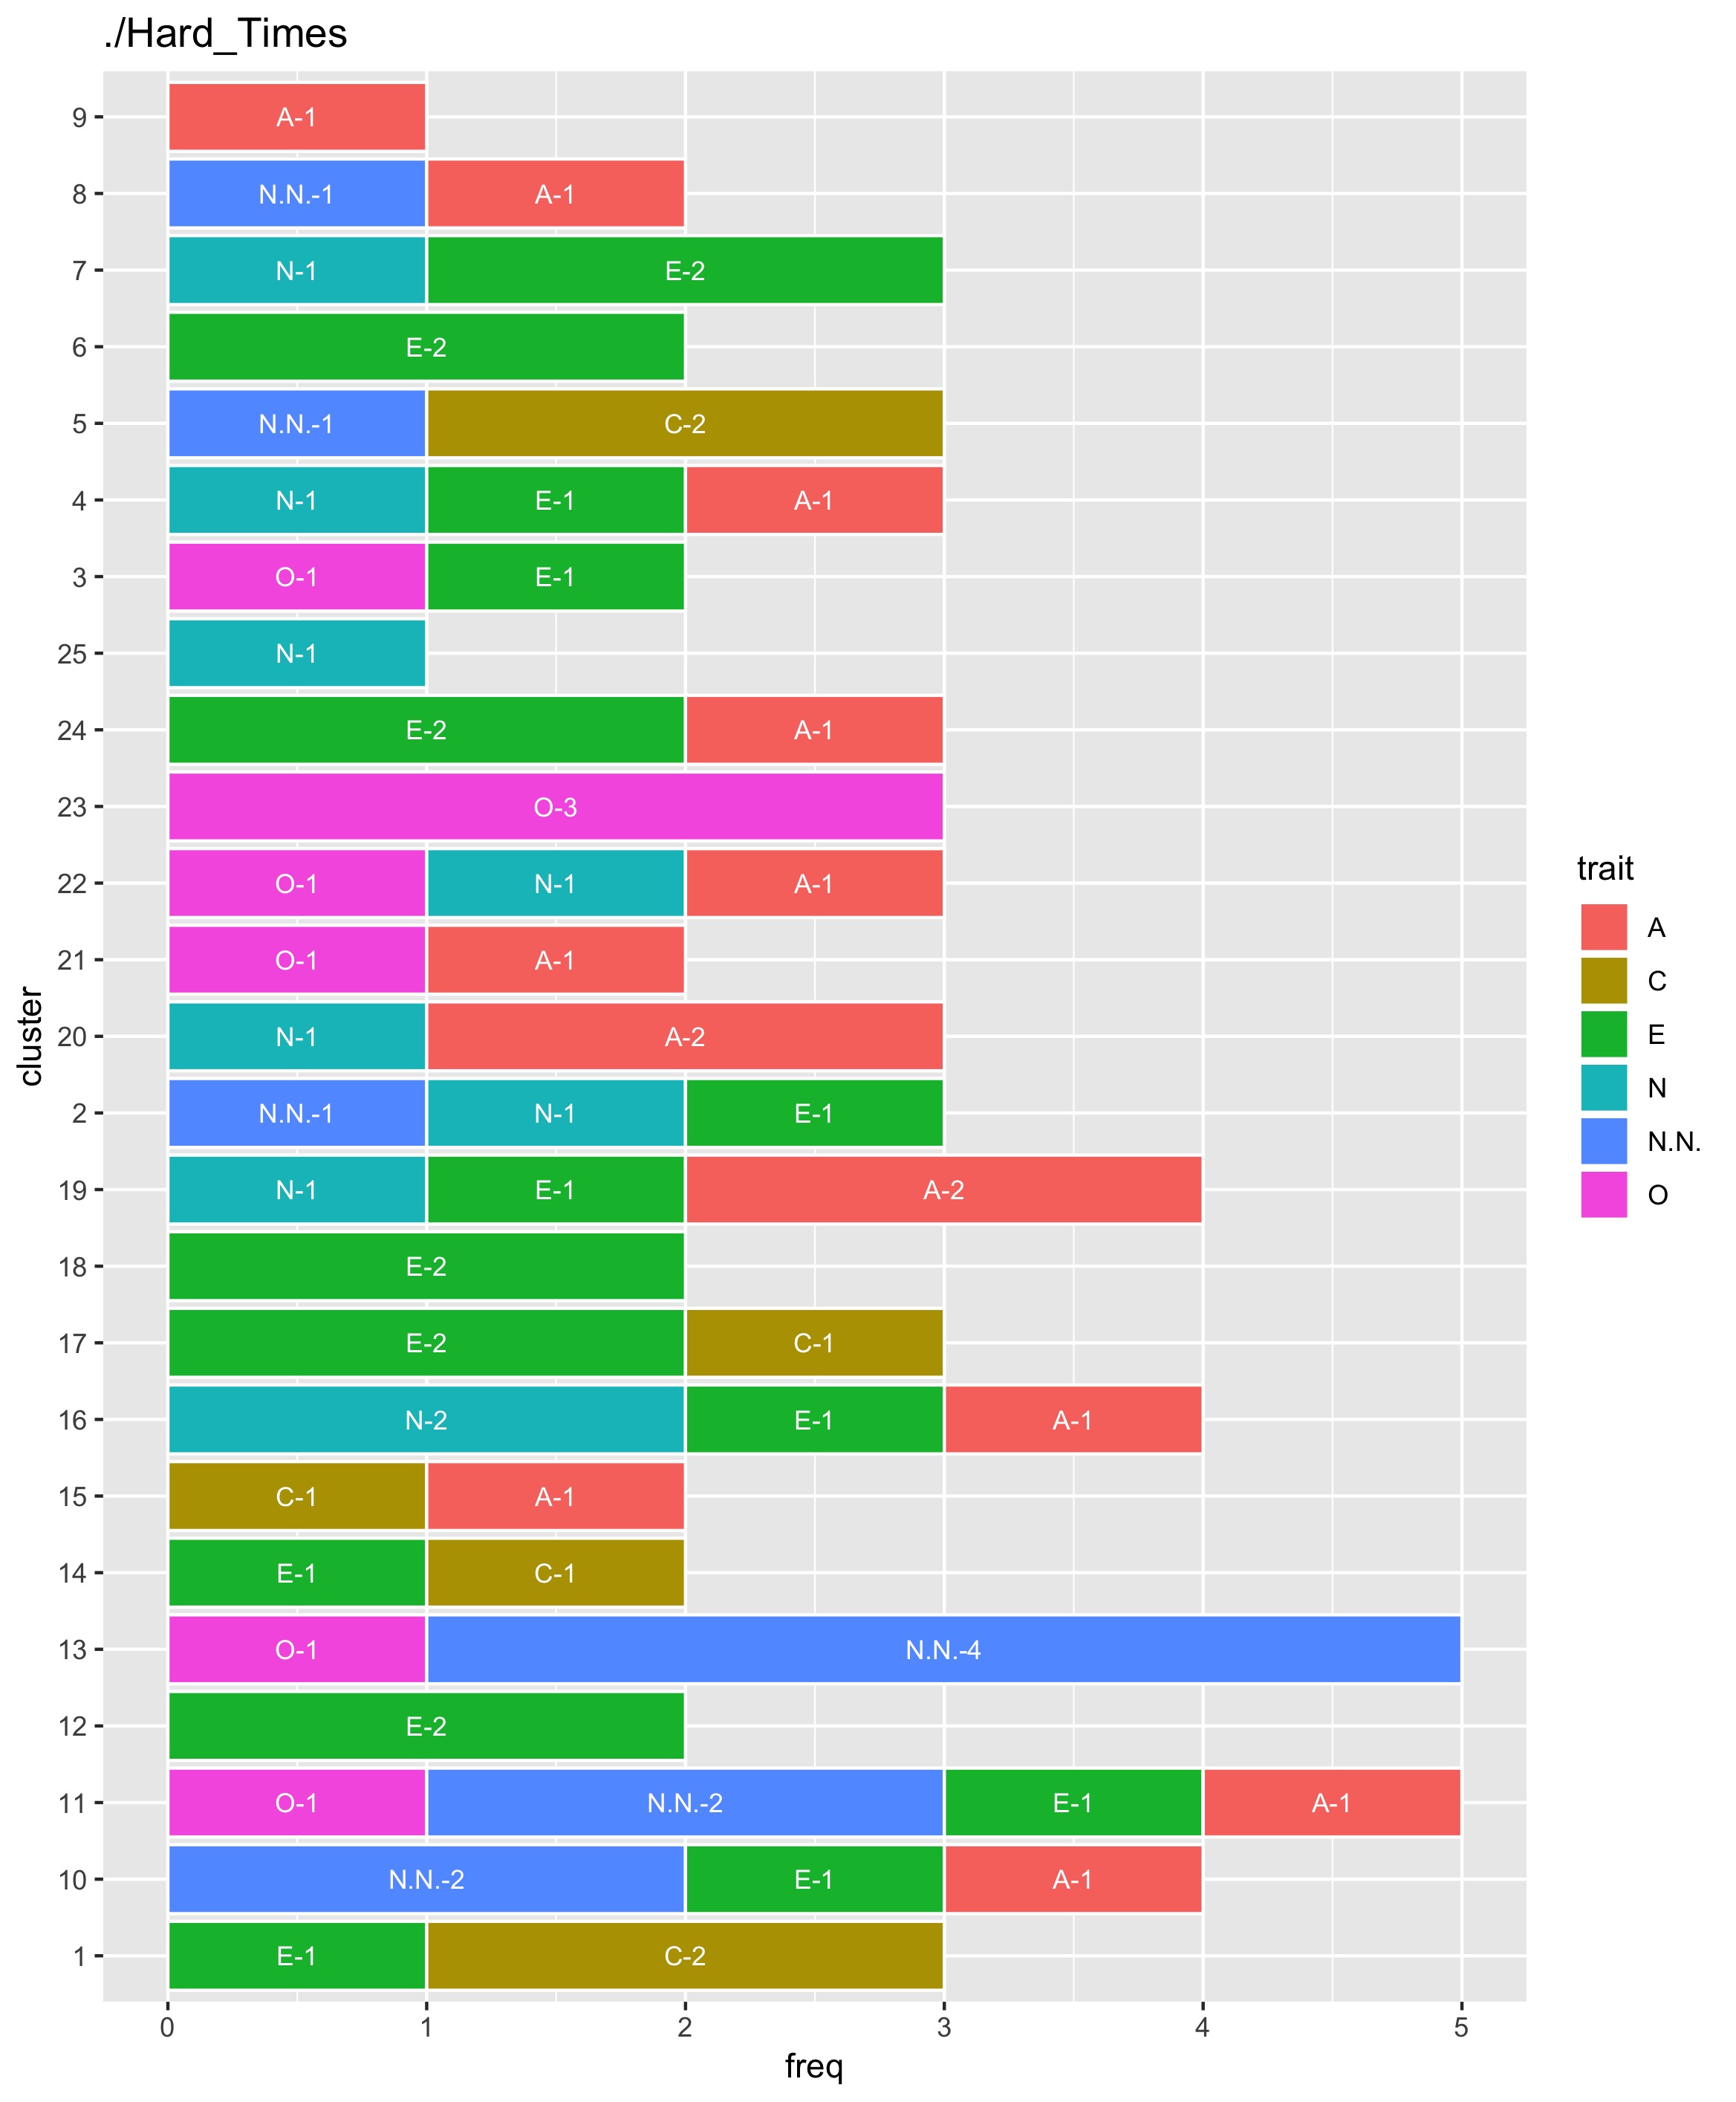 ./Hard_Times
9 A-1
8 N.N.-1 A-1
7 N-1 E-2
6 E-2
5 N.N.-1 C-2
4 N-1 E-1 A-1
3 O-1 E-1
25 N-1
24 E-2 A-1
23 O-3
22 O-1 N-1 A-1
21 O-1 A-1
20 N-1 A-2
2 N.N.-1 N-1 E-1
19 N-1 E-1 A-2
18 E-2
17 E-2 C-1
16 N-2 E-1 A-1
15 C-1 A-1
14 E-1 C-1
13 O-1 N.N.-4
12 E-2
11 O-1 N.N.-2 E-1 A-1
10 N.N.-2 E-1 A-1
1 E-1 C-2
0 1 2 3 4 5
freq
cluster
trait
A
C
E
N
N.N.
O